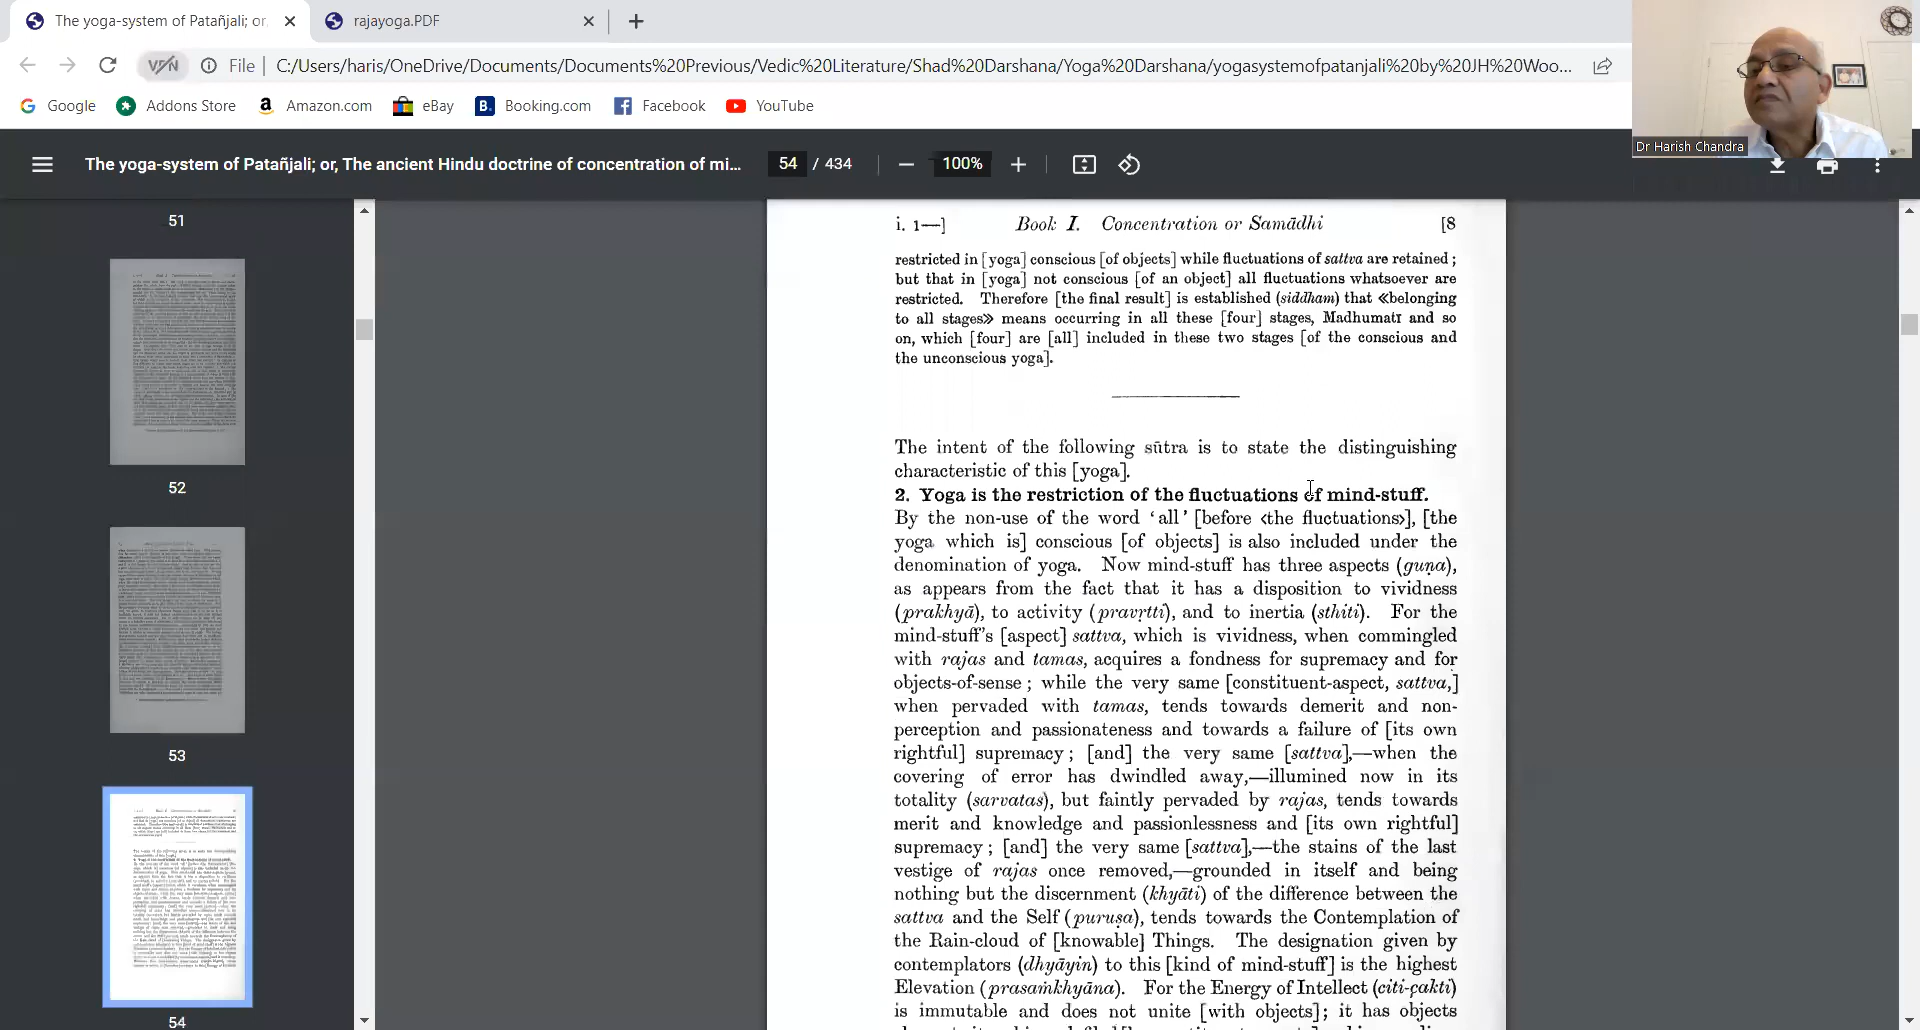 The yoga-system of Patañjali; or,
rajayoga.PDF
VPN
File
C:/Users/haris/OneDrive/Documents/Documents%20Previous/Vedic%20Literature/Shad%20Darshana/Yoga%20Darshana/yogasystemofpatanjali%20by%20JH%20Woo...
Google
Addons Store
Amazon.com
eBay
Booking.com
Facebook
YouTube
Dr Harish Chandra
The yoga-system of Patañjali; or, The ancient Hindu doctrine of concentration of mi...
54 / 434
100%
51
52
53
54
i. 1—] Book I. Concentration or Samādhi [8
restricted in [yoga] conscious [of objects] while fluctuations of sattva are retained ;
but that in [yoga] not conscious [of an object] all fluctuations whatsoever are
restricted. Therefore [the final result] is established (siddham) that «belonging
to all stages» means occurring in all these [four] stages, Madhumatī and so
on, which [four] are [all] included in these two stages [of the conscious and
the unconscious yoga].
The intent of the following sūtra is to state the distinguishing
characteristic of this [yoga].
2. Yoga is the restriction of the fluctuations of mind-stuff.
By the non-use of the word ‘ all ’ [before ‹the fluctuations›], [the
yoga which is] conscious [of objects] is also included under the
denomination of yoga. Now mind-stuff has three aspects (guṇa),
as appears from the fact that it has a disposition to vividness
(prakhyā), to activity (pravṛtti), and to inertia (sthiti). For the
mind-stuff's [aspect] sattva, which is vividness, when commingled
with rajas and tamas, acquires a fondness for supremacy and for
objects-of-sense ; while the very same [constituent-aspect, sattva,]
when pervaded with tamas, tends towards demerit and non-
perception and passionateness and towards a failure of [its own
rightful] supremacy ; [and] the very same [sattva],—when the
covering of error has dwindled away,—illumined now in its
totality (sarvatas), but faintly pervaded by rajas, tends towards
merit and knowledge and passionlessness and [its own rightful]
supremacy ; [and] the very same [sattva],—the stains of the last
vestige of rajas once removed,—grounded in itself and being
nothing but the discernment (khyāti) of the difference between the
sattva and the Self (puruṣa), tends towards the Contemplation of
the Rain-cloud of [knowable] Things. The designation given by
contemplators (dhyāyin) to this [kind of mind-stuff] is the highest
Elevation (prasaṁkhyāna). For the Energy of Intellect (citi-çakti)
is immutable and does not unite [with objects]; it has objects